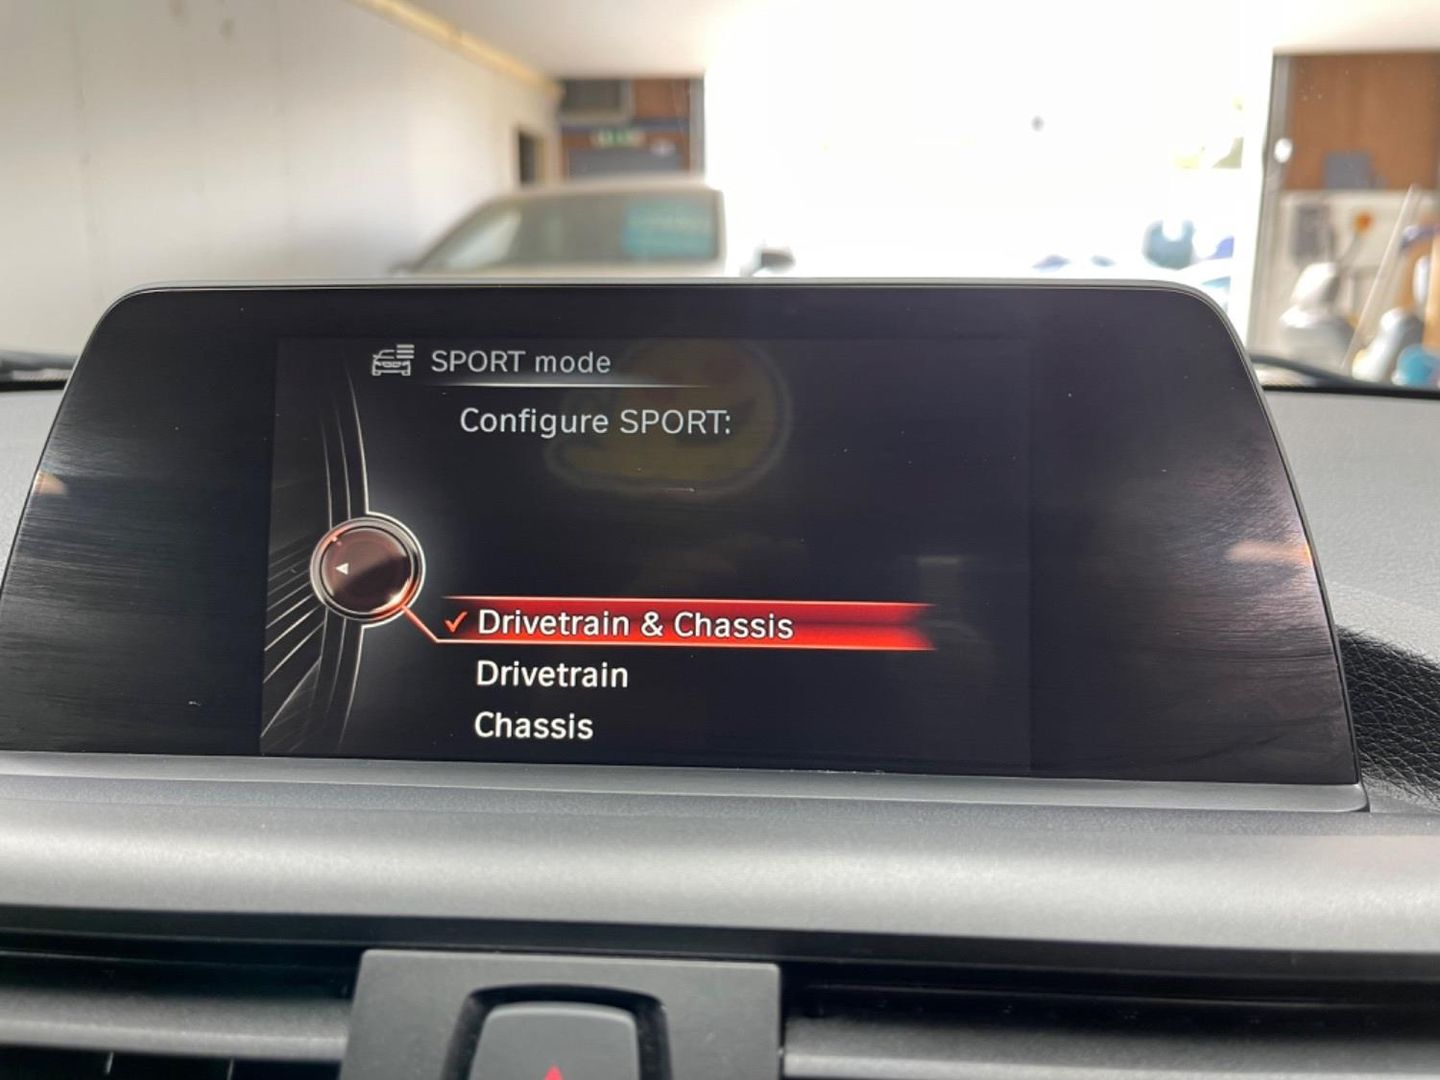 SPORT mode
Configure SPORT:
Drivetrain & Chassis
Drivetrain
Chassis